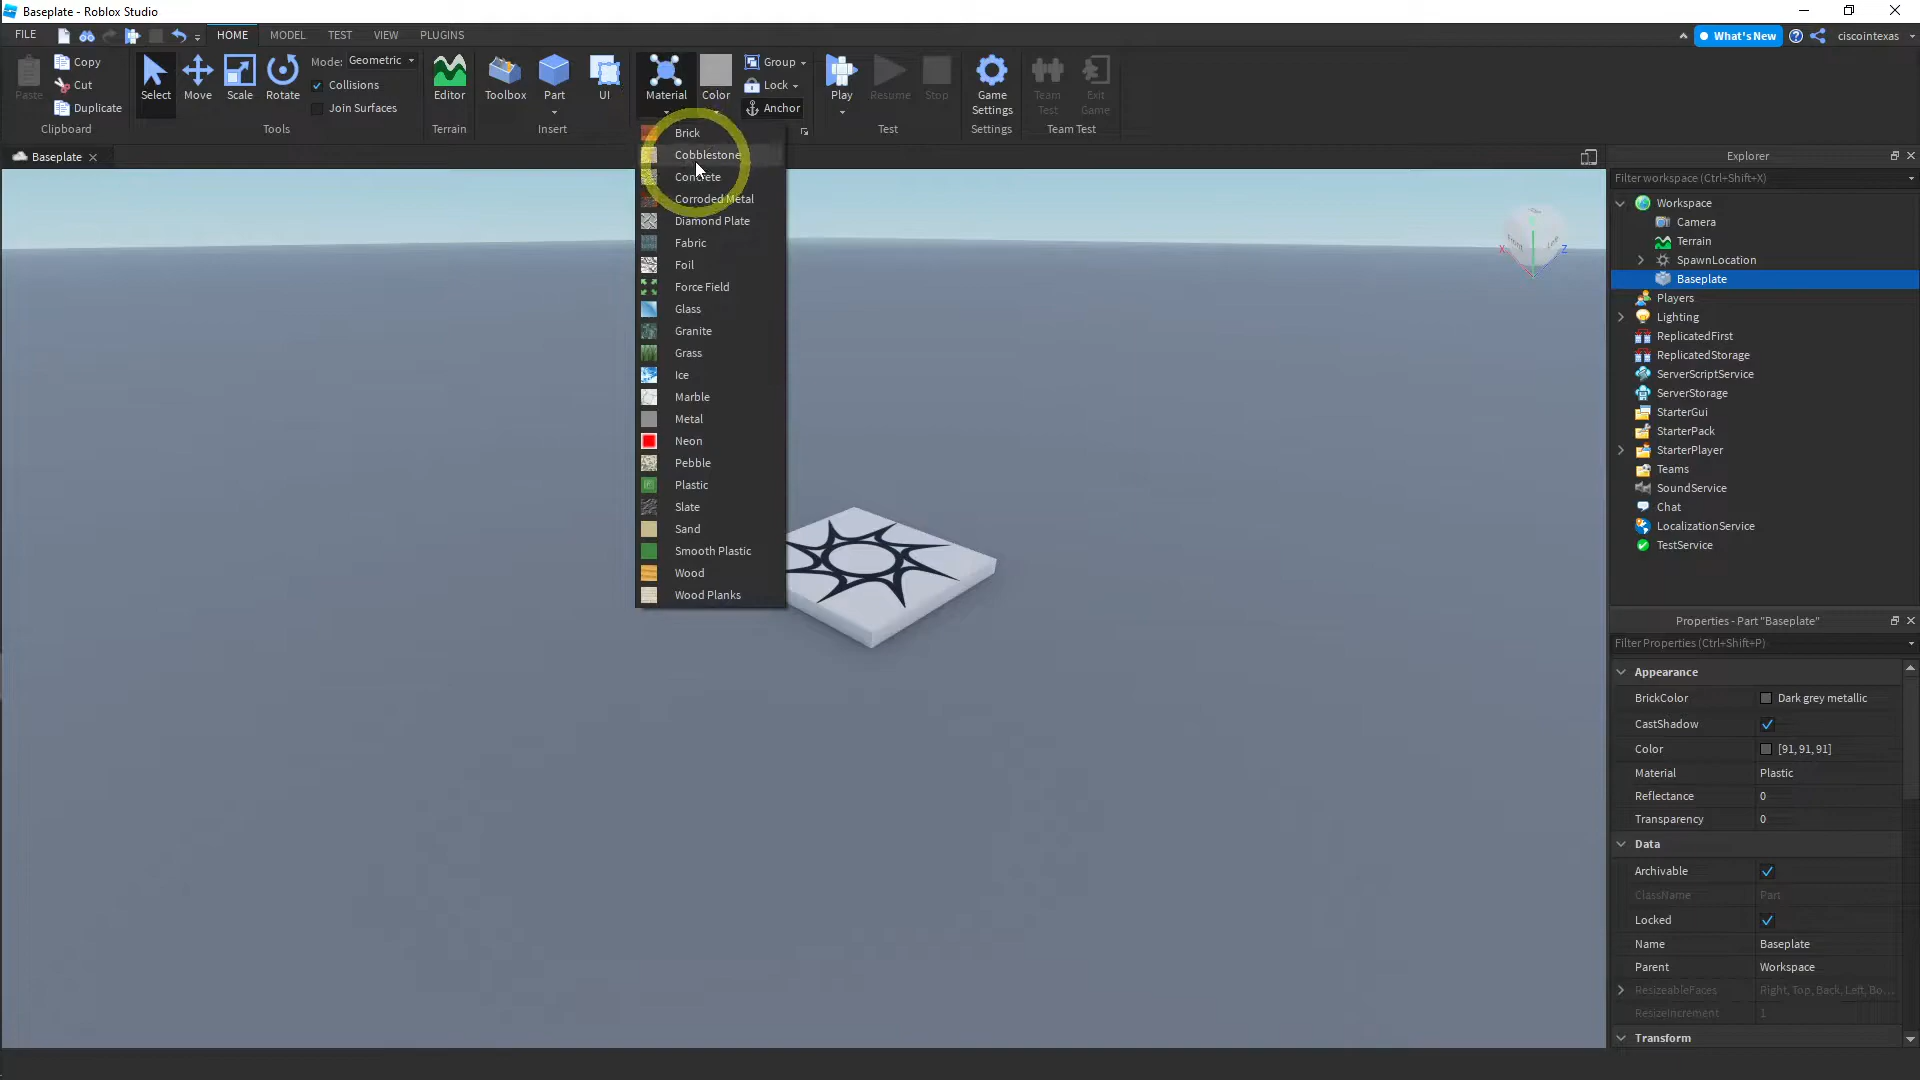 Baseplate - Roblox Studio
FILE HOME MODEL TEST VIEW PLUGINS What's New ciscointexas
Paste Copy Cut Duplicate
Clipboard
Select Move Scale Rotate Mode: Geometric Collisions Join Surfaces
Tools
Editor
Terrain
Toolbox Part UI
Insert
Material Color Group Lock Anchor
Play Resume Stop
Test
Game Settings
Settings
Team Test Exit Game
Team Test
Baseplate
Brick
Cobblestone
Concrete
Corroded Metal
Diamond Plate
Fabric
Foil
Force Field
Glass
Granite
Grass
Ice
Marble
Metal
Neon
Pebble
Plastic
Slate
Sand
Smooth Plastic
Wood
Wood Planks
X Z
Explorer
Filter workspace (Ctrl+Shift+X)
Workspace
Camera
Terrain
SpawnLocation
Baseplate
Players
Lighting
ReplicatedFirst
ReplicatedStorage
ServerScriptService
ServerStorage
StarterGui
StarterPack
StarterPlayer
Teams
SoundService
Chat
LocalizationService
TestService
Properties - Part "Baseplate"
Filter Properties (Ctrl+Shift+P)
Appearance
BrickColor Dark grey metallic
CastShadow
Color [91, 91, 91]
Material Plastic
Reflectance 0
Transparency 0
Data
Archivable
ClassName Part
Locked
Name Baseplate
Parent Workspace
ResizeableFaces Right, Top, Back, Left, Bo...
ResizeIncrement 1
Transform